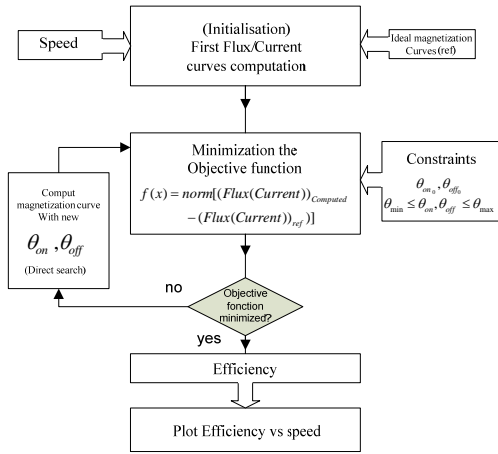 Speed
(Initialisation)
First Flux/Current
curves computation
Ideal magnetization
Curves (ref)
Minimization the
Objective function
f(x) = norm[(Flux(Current))Computed
−(Flux(Current))ref)]
Constraints
θon0,θoff0
θmin ≤ θon,θoff ≤ θmax
Comput
magnetization curve
With new
θon ,θoff
(Direct search)
no
Objective
fonction
minimized?
yes
Efficiency
Plot Efficiency vs speed